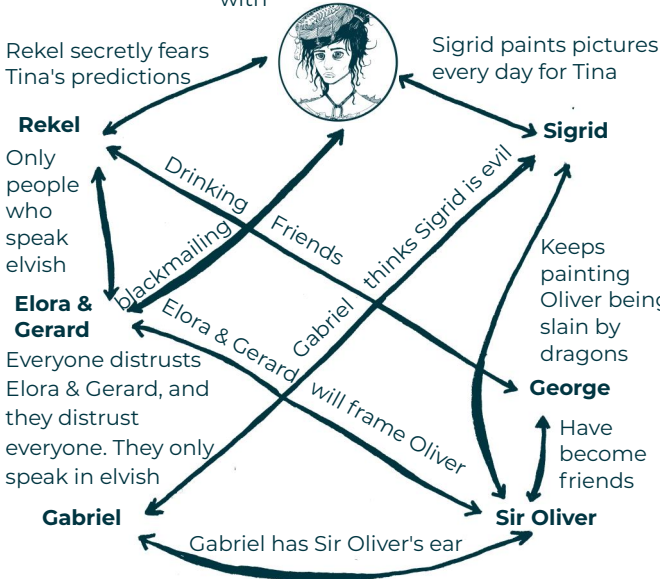 with
Rekel secretly fears
Tina's predictions
Sigrid paints pictures
every day for Tina
Rekel
Sigrid
Only
people
who
speak
elvish
Drinking Friends
blackmailing
Gabriel thinks Sigrid is evil
Keeps
painting
Oliver being
slain by
dragons
Elora &
Gerard
Elora & Gerard will frame Oliver
Everyone distrusts
Elora & Gerard, and
they distrust
everyone. They only
speak in elvish
George
Have
become
friends
Gabriel
Sir Oliver
Gabriel has Sir Oliver's ear